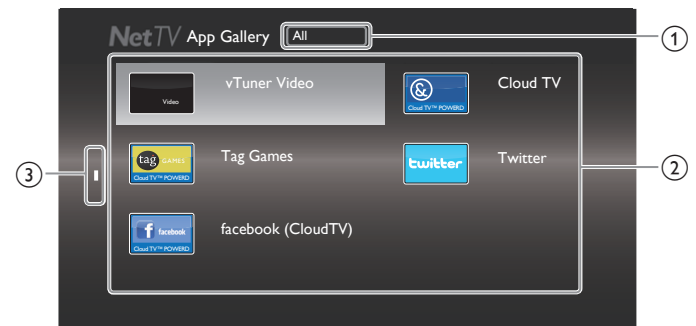 NetTV App Gallery All
1
vTuner Video
Video
Cloud TV
&
Cloud TV™ POWERD
Tag Games
tag GAMES
Cloud TV™ POWERD
Twitter
twitter
2
3
facebook (CloudTV)
f facebook
Cloud TV™ POWERD